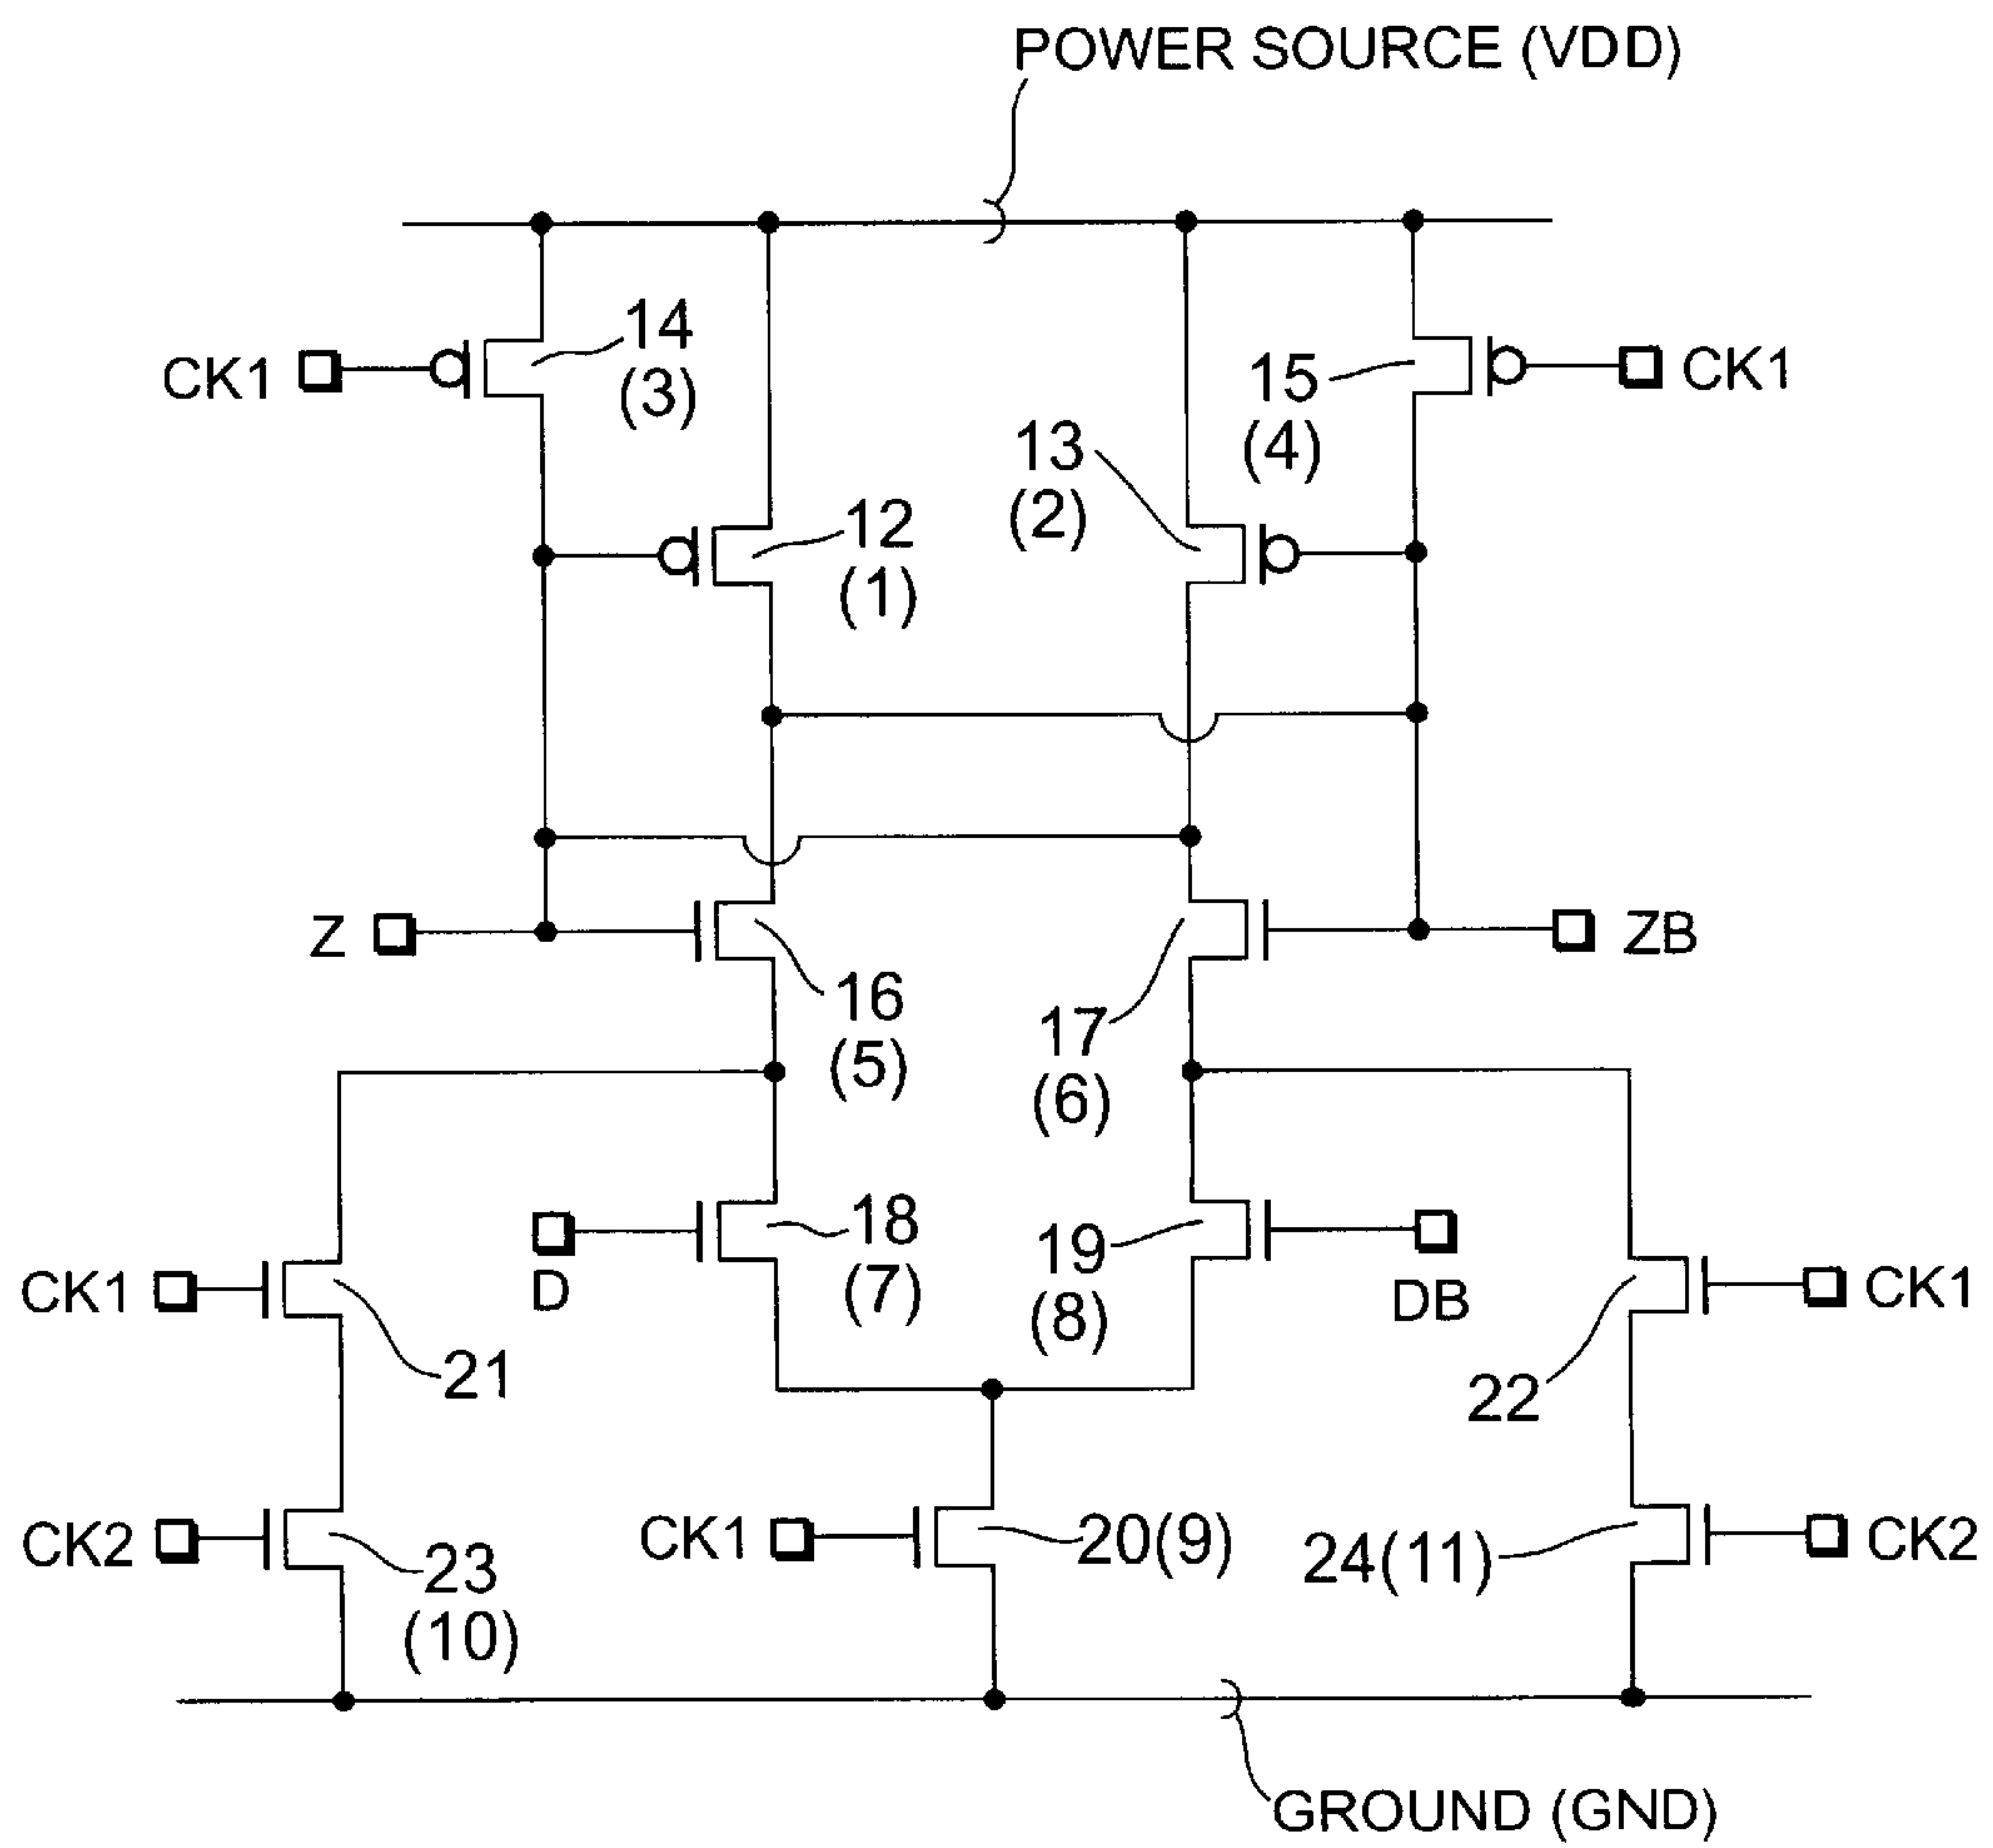 POWER SOURCE (VDD)
14
(3)
CK1
15
(4)
CK1
13
(2)
12
(1)
Z
ZB
16
(5)
17
(6)
D
18
(7)
19
(8)
DB
CK1
21
CK1
22
CK2
23
(10)
CK1
20(9)
24(11)
CK2
GROUND (GND)